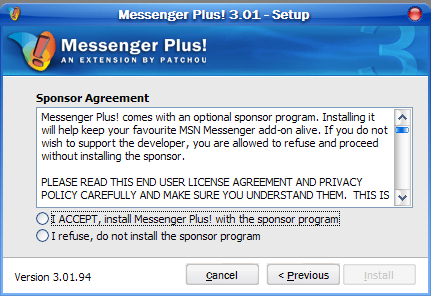 Messenger Plus! 3.01 - Setup
Messenger Plus!
AN EXTENSION BY PATCHOU
3
Sponsor Agreement
Messenger Plus! comes with an optional sponsor program. Installing it
will help keep your favourite MSN Messenger add-on alive. If you do not
wish to support the developer, you are allowed to refuse and proceed
without installing the sponsor.
PLEASE READ THIS END USER LICENSE AGREEMENT AND PRIVACY
POLICY CAREFULLY AND MAKE SURE YOU UNDERSTAND THEM. THIS IS
I ACCEPT, install Messenger Plus! with the sponsor program
I refuse, do not install the sponsor program
Version 3.01.94
Cancel
< Previous
Install